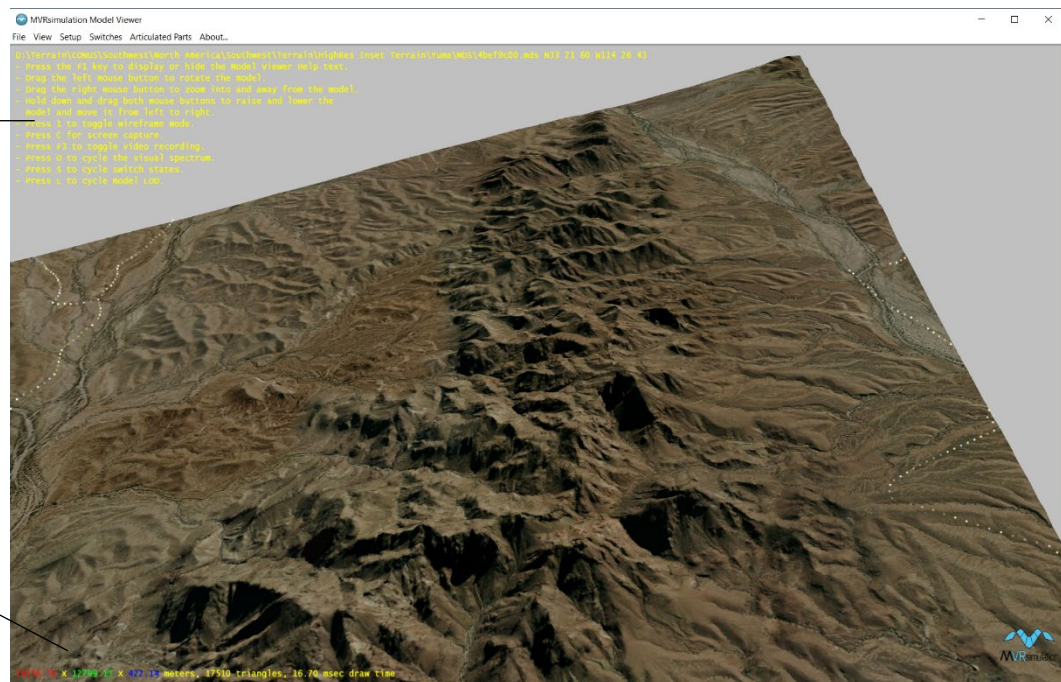 MVRsimulation Model Viewer
File View Setup Switches Articulated Parts About...
D:\Terrain\CONUS\Southwest\North America\Southwest\Terrain\HighRes Inset Terrain\Yuma\MDS\4bef9c00.mds N33 21 60 W114 26 43
- Press the F1 key to display or hide the Model Viewer Help text.
- Drag the left mouse button to rotate the model.
- Drag the right mouse button to zoom into and away from the model.
- Hold down and drag both mouse buttons to raise and lower the
model and move it from left to right.
- Press I to toggle wireframe mode.
- Press C for screen capture.
- Press F3 to toggle video recording.
- Press O to cycle the visual spectrum.
- Press S to cycle switch states.
- Press L to cycle model LOD.
X 12799.13 X 422.14 meters, 17510 triangles, 16.70 msec draw time
MVRsimulation